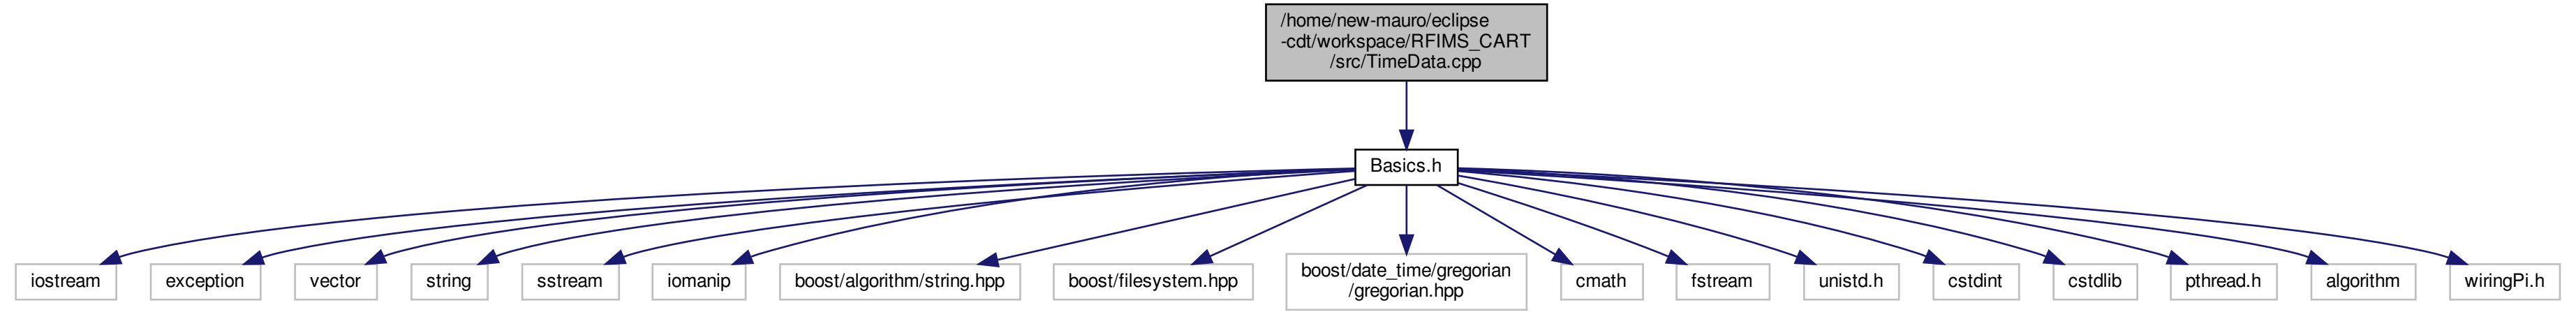 /home/new-mauro/eclipse
-cdt/workspace/RFIMS_CART
/src/TimeData.cpp
Basics.h
iostream
exception
vector
string
sstream
iomanip
boost/algorithm/string.hpp
boost/filesystem.hpp
boost/date_time/gregorian
/gregorian.hpp
cmath
fstream
unistd.h
cstdint
cstdlib
pthread.h
algorithm
wiringPi.h